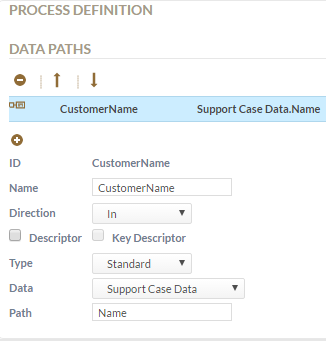 PROCESS DEFINITION
DATA PATHS
CustomerName Support Case Data.Name
ID CustomerName
Name CustomerName
Direction In
Descriptor Key Descriptor
Type Standard
Data Support Case Data
Path Name